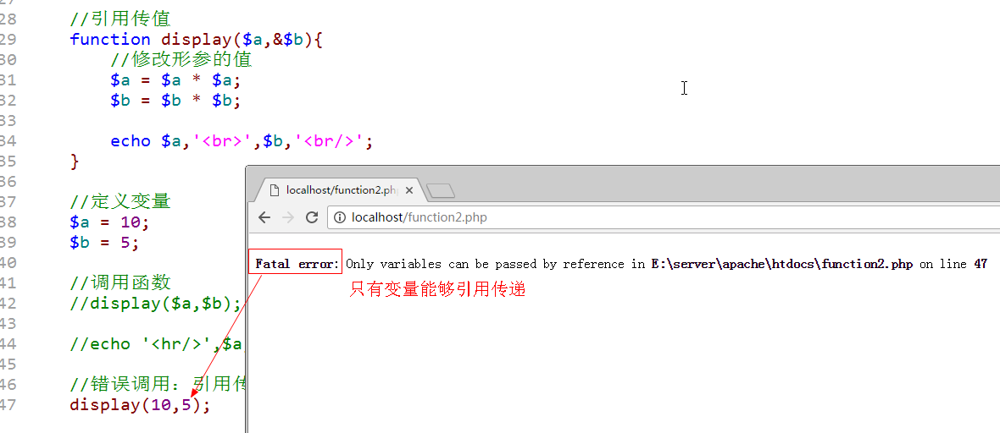 28 //引用传值
29 function display($a,&$b){
30 //修改形参的值
31 $a = $a * $a;
32 $b = $b * $b;
33
34 echo $a,'<br>',$b,'<br/>';
35 }
36
37 //定义变量
38 $a = 10;
39 $b = 5;
40
41 //调用函数
42 //display($a,$b);
43
44 //echo '<hr/>',$a
45
46 //错误调用：引用传
47 display(10,5);
localhost/function2.ph
localhost/function2.php
Fatal error: Only variables can be passed by reference in E:\server\apache\htdocs\function2.php on line 47
只有变量能够引用传递